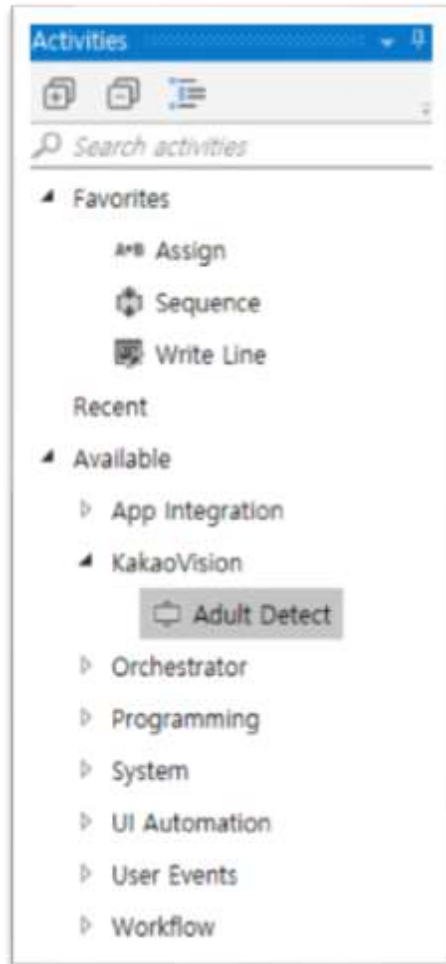 Activities
Search activities
Favorites
A+B Assign
Sequence
Write Line
Recent
Available
App Integration
KakaoVision
Adult Detect
Orchestrator
Programming
System
UI Automation
User Events
Workflow